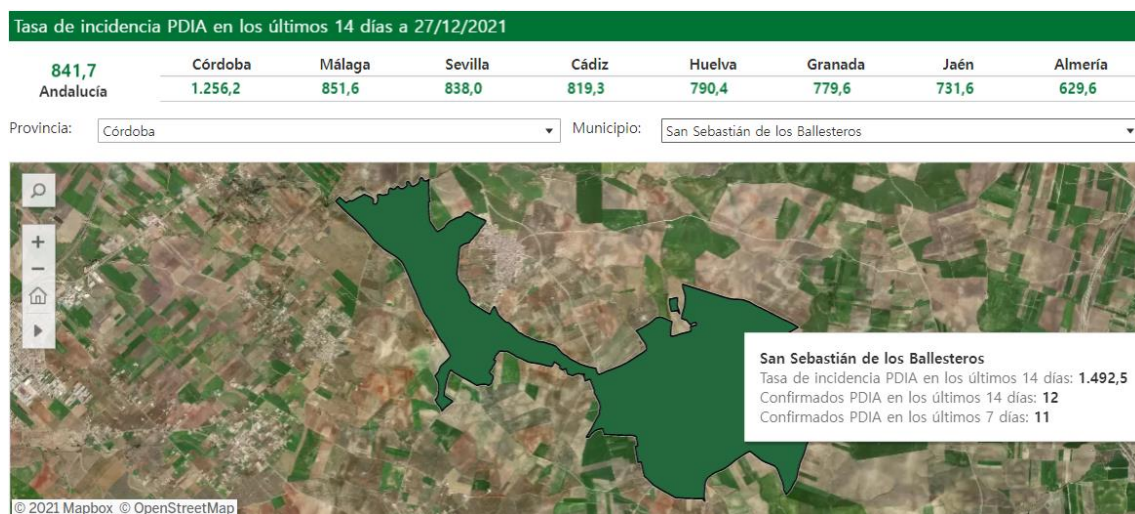 Tasa de incidencia PDIA en los últimos 14 días a 27/12/2021
841,7
Andalucía
Córdoba Málaga Sevilla Cádiz Huelva Granada Jaén Almería
1.256,2 851,6 838,0 819,3 790,4 779,6 731,6 629,6
Provincia: Córdoba Municipio: San Sebastián de los Ballesteros
San Sebastián de los Ballesteros
Tasa de incidencia PDIA en los últimos 14 días: 1.492,5
Confirmados PDIA en los últimos 14 días: 12
Confirmados PDIA en los últimos 7 días: 11
© 2021 Mapbox © OpenStreetMap